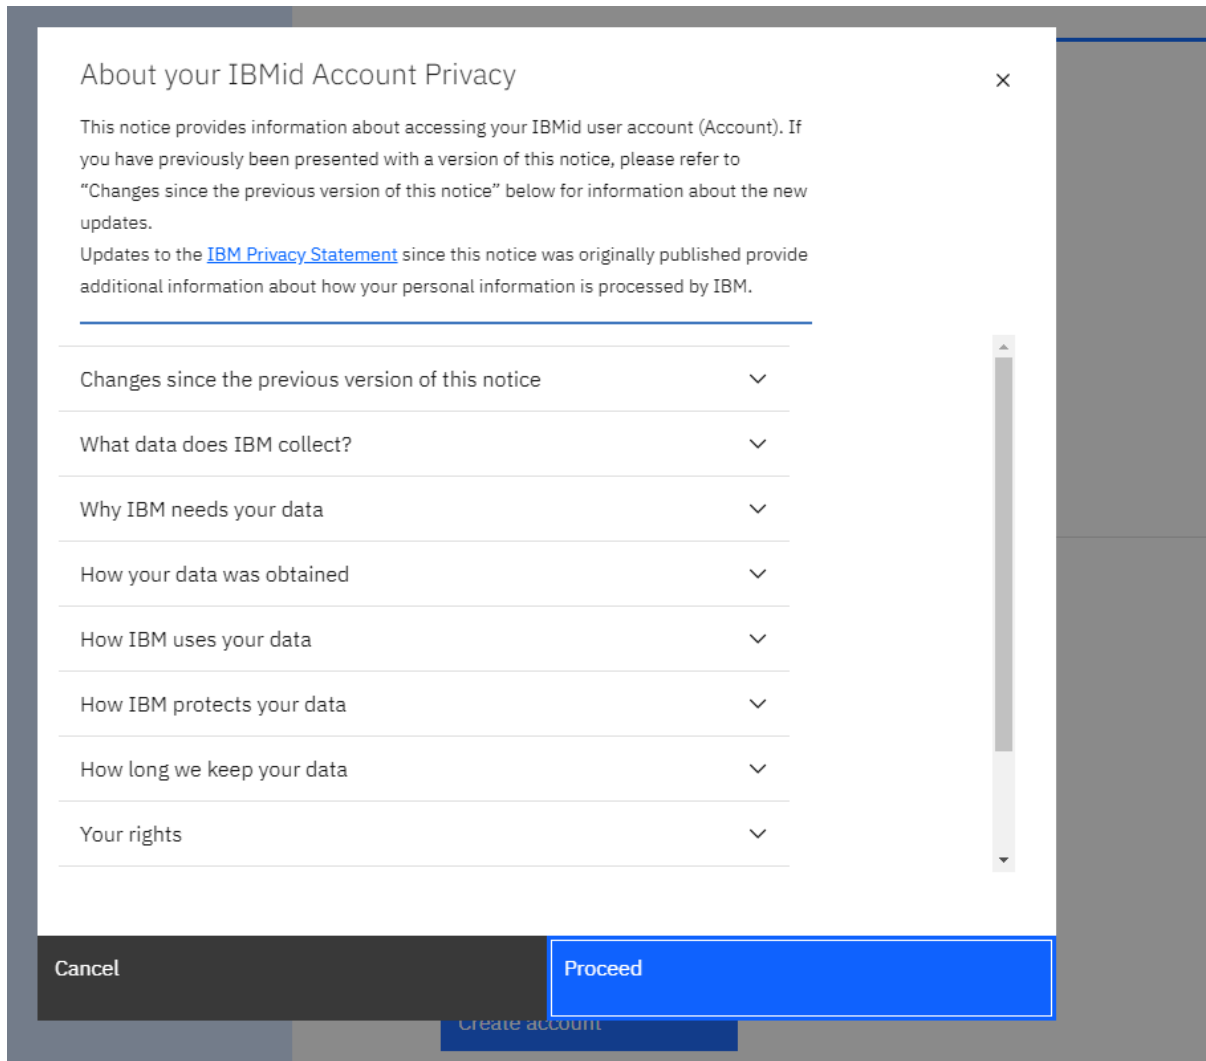 About your IBMid Account Privacy
This notice provides information about accessing your IBMid user account (Account). If
you have previously been presented with a version of this notice, please refer to
“Changes since the previous version of this notice” below for information about the new
updates.
Updates to the IBM Privacy Statement since this notice was originally published provide
additional information about how your personal information is processed by IBM.
Changes since the previous version of this notice
What data does IBM collect?
Why IBM needs your data
How your data was obtained
How IBM uses your data
How IBM protects your data
How long we keep your data
Your rights
Cancel
Proceed
Create account